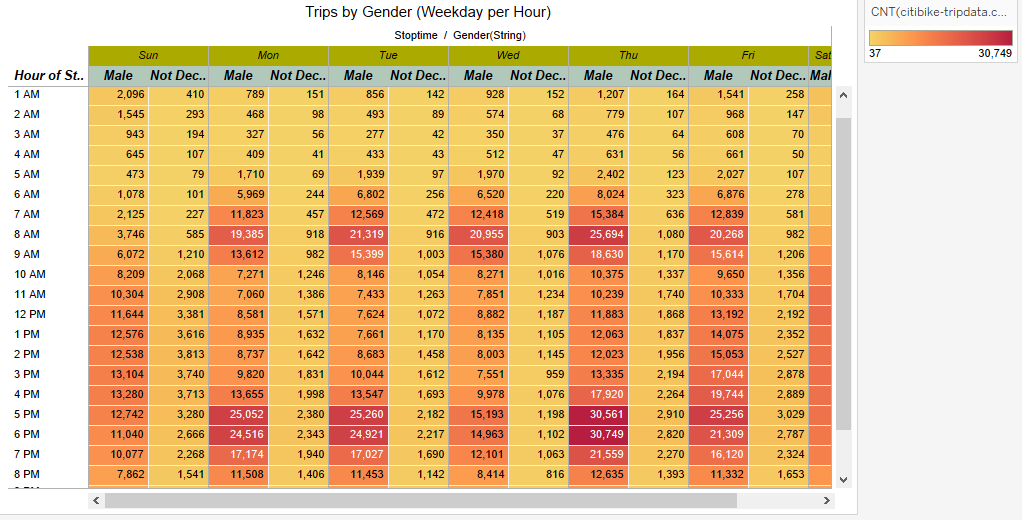 Trips by Gender (Weekday per Hour)
CNT(citibike-tripdata.c...
37 30,749
Stoptime / Gender(String)
Sun Mon Tue Wed Thu Fri Sat
Hour of St.. Male Not Dec.. Male Not Dec.. Male Not Dec.. Male Not Dec.. Male Not Dec.. Male Not Dec.. Mal
1 AM 2,096 410 789 151 856 142 928 152 1,207 164 1,541 258
2 AM 1,545 293 468 98 493 89 574 68 779 107 968 147
3 AM 943 194 327 56 277 42 350 37 476 64 608 70
4 AM 645 107 409 41 433 43 512 47 631 56 661 50
5 AM 473 79 1,710 69 1,939 97 1,970 92 2,402 123 2,027 107
6 AM 1,078 101 5,969 244 6,802 256 6,520 220 8,024 323 6,876 278
7 AM 2,125 227 11,823 457 12,569 472 12,418 519 15,384 636 12,839 581
8 AM 3,746 585 19,385 918 21,319 916 20,955 903 25,694 1,080 20,268 982
9 AM 6,072 1,210 13,612 982 15,399 1,003 15,380 1,076 18,630 1,170 15,614 1,206
10 AM 8,209 2,068 7,271 1,246 8,146 1,054 8,271 1,016 10,375 1,337 9,650 1,356
11 AM 10,304 2,908 7,060 1,386 7,433 1,263 7,851 1,234 10,239 1,740 10,333 1,704
12 PM 11,644 3,381 8,581 1,571 7,624 1,072 8,882 1,187 11,883 1,868 13,192 2,192
1 PM 12,576 3,616 8,935 1,632 7,661 1,170 8,135 1,105 12,063 1,837 14,075 2,352
2 PM 12,538 3,813 8,737 1,642 8,683 1,458 8,003 1,145 12,023 1,956 15,053 2,527
3 PM 13,104 3,740 9,820 1,831 10,044 1,612 7,551 959 13,335 2,194 17,044 2,878
4 PM 13,280 3,713 13,655 1,998 13,547 1,693 9,978 1,076 17,920 2,264 19,744 2,889
5 PM 12,742 3,280 25,052 2,380 25,260 2,182 15,193 1,198 30,561 2,910 25,256 3,029
6 PM 11,040 2,666 24,516 2,343 24,921 2,217 14,963 1,102 30,749 2,820 21,309 2,787
7 PM 10,077 2,268 17,174 1,940 17,027 1,690 12,101 1,063 21,559 2,270 16,120 2,324
8 PM 7,862 1,541 11,508 1,406 11,453 1,142 8,414 816 12,635 1,393 11,332 1,653